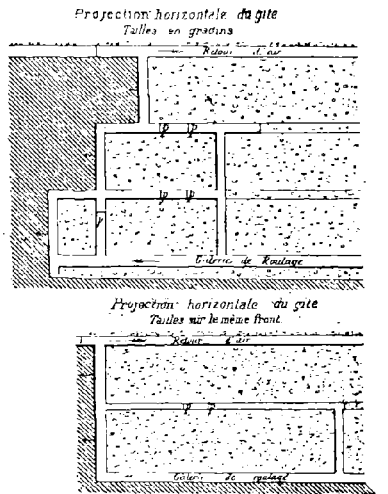 Projection horizontale du gîte
Tailles en gradins
Retour d'air
p p
p p
p
Galerie de Roulage
Projection horizontale du gîte
Tailles sur le même front
Retour d'air
p p
Galerie de roulage